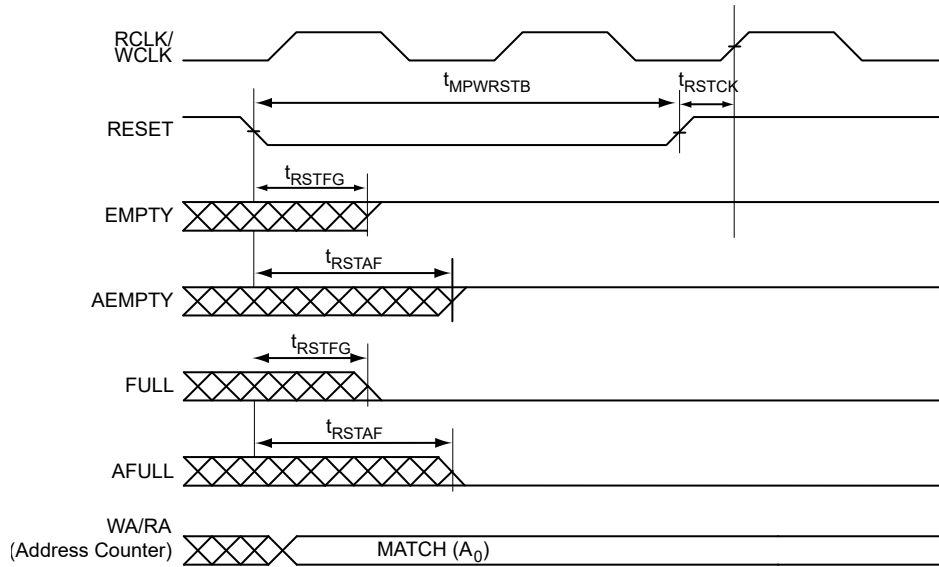 RCLK/
WCLK
tMPWRSTB
tRSTCK
RESET
tRSTFG
EMPTY
tRSTAF
AEMPTY
tRSTFG
FULL
tRSTAF
AFULL
WA/RA
(Address Counter)
MATCH (A0)